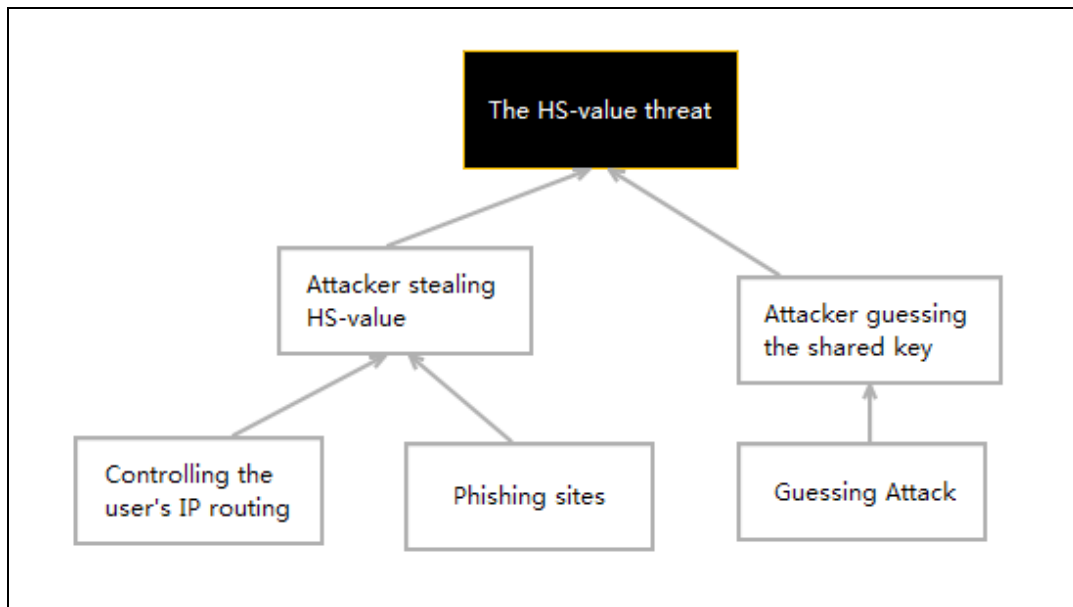 The HS-value threat
Attacker stealing
HS-value
Attacker guessing
the shared key
Controlling the
user's IP routing
Phishing sites
Guessing Attack